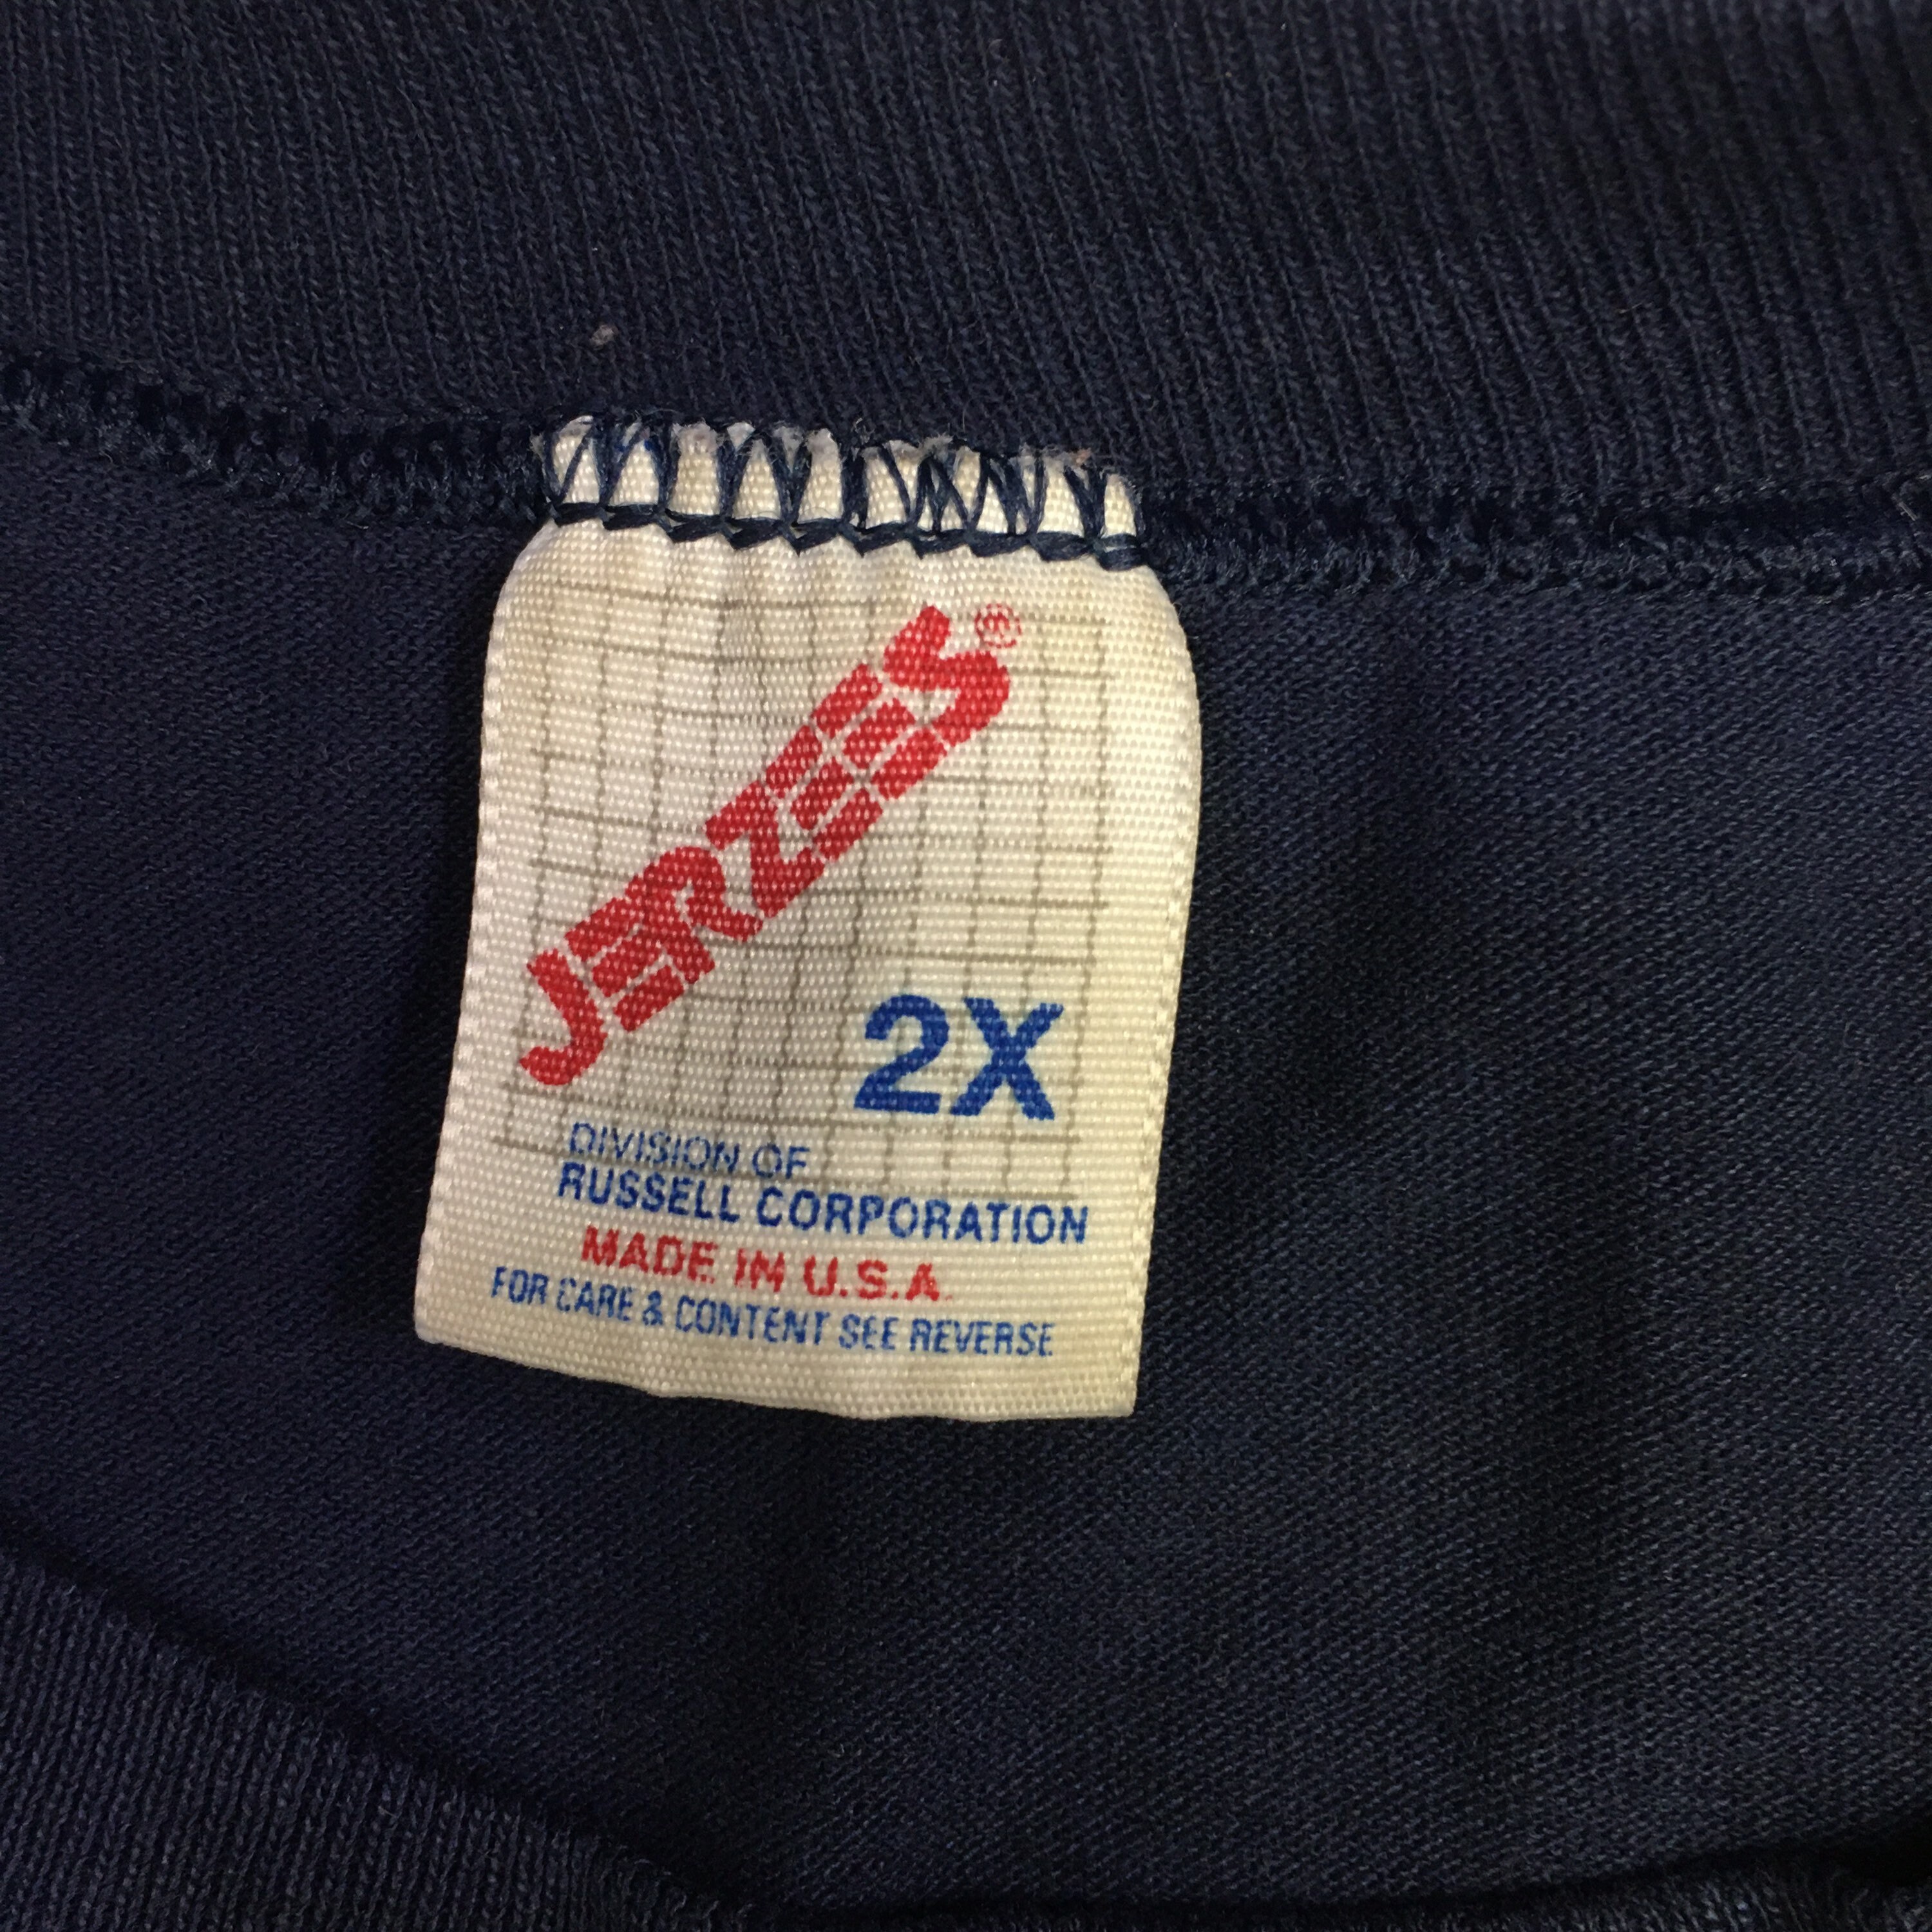 JERZEES®
2X
DIVISION OF
RUSSELL CORPORATION
MADE IN U.S.A.
FOR CARE & CONTENT SEE REVERSE